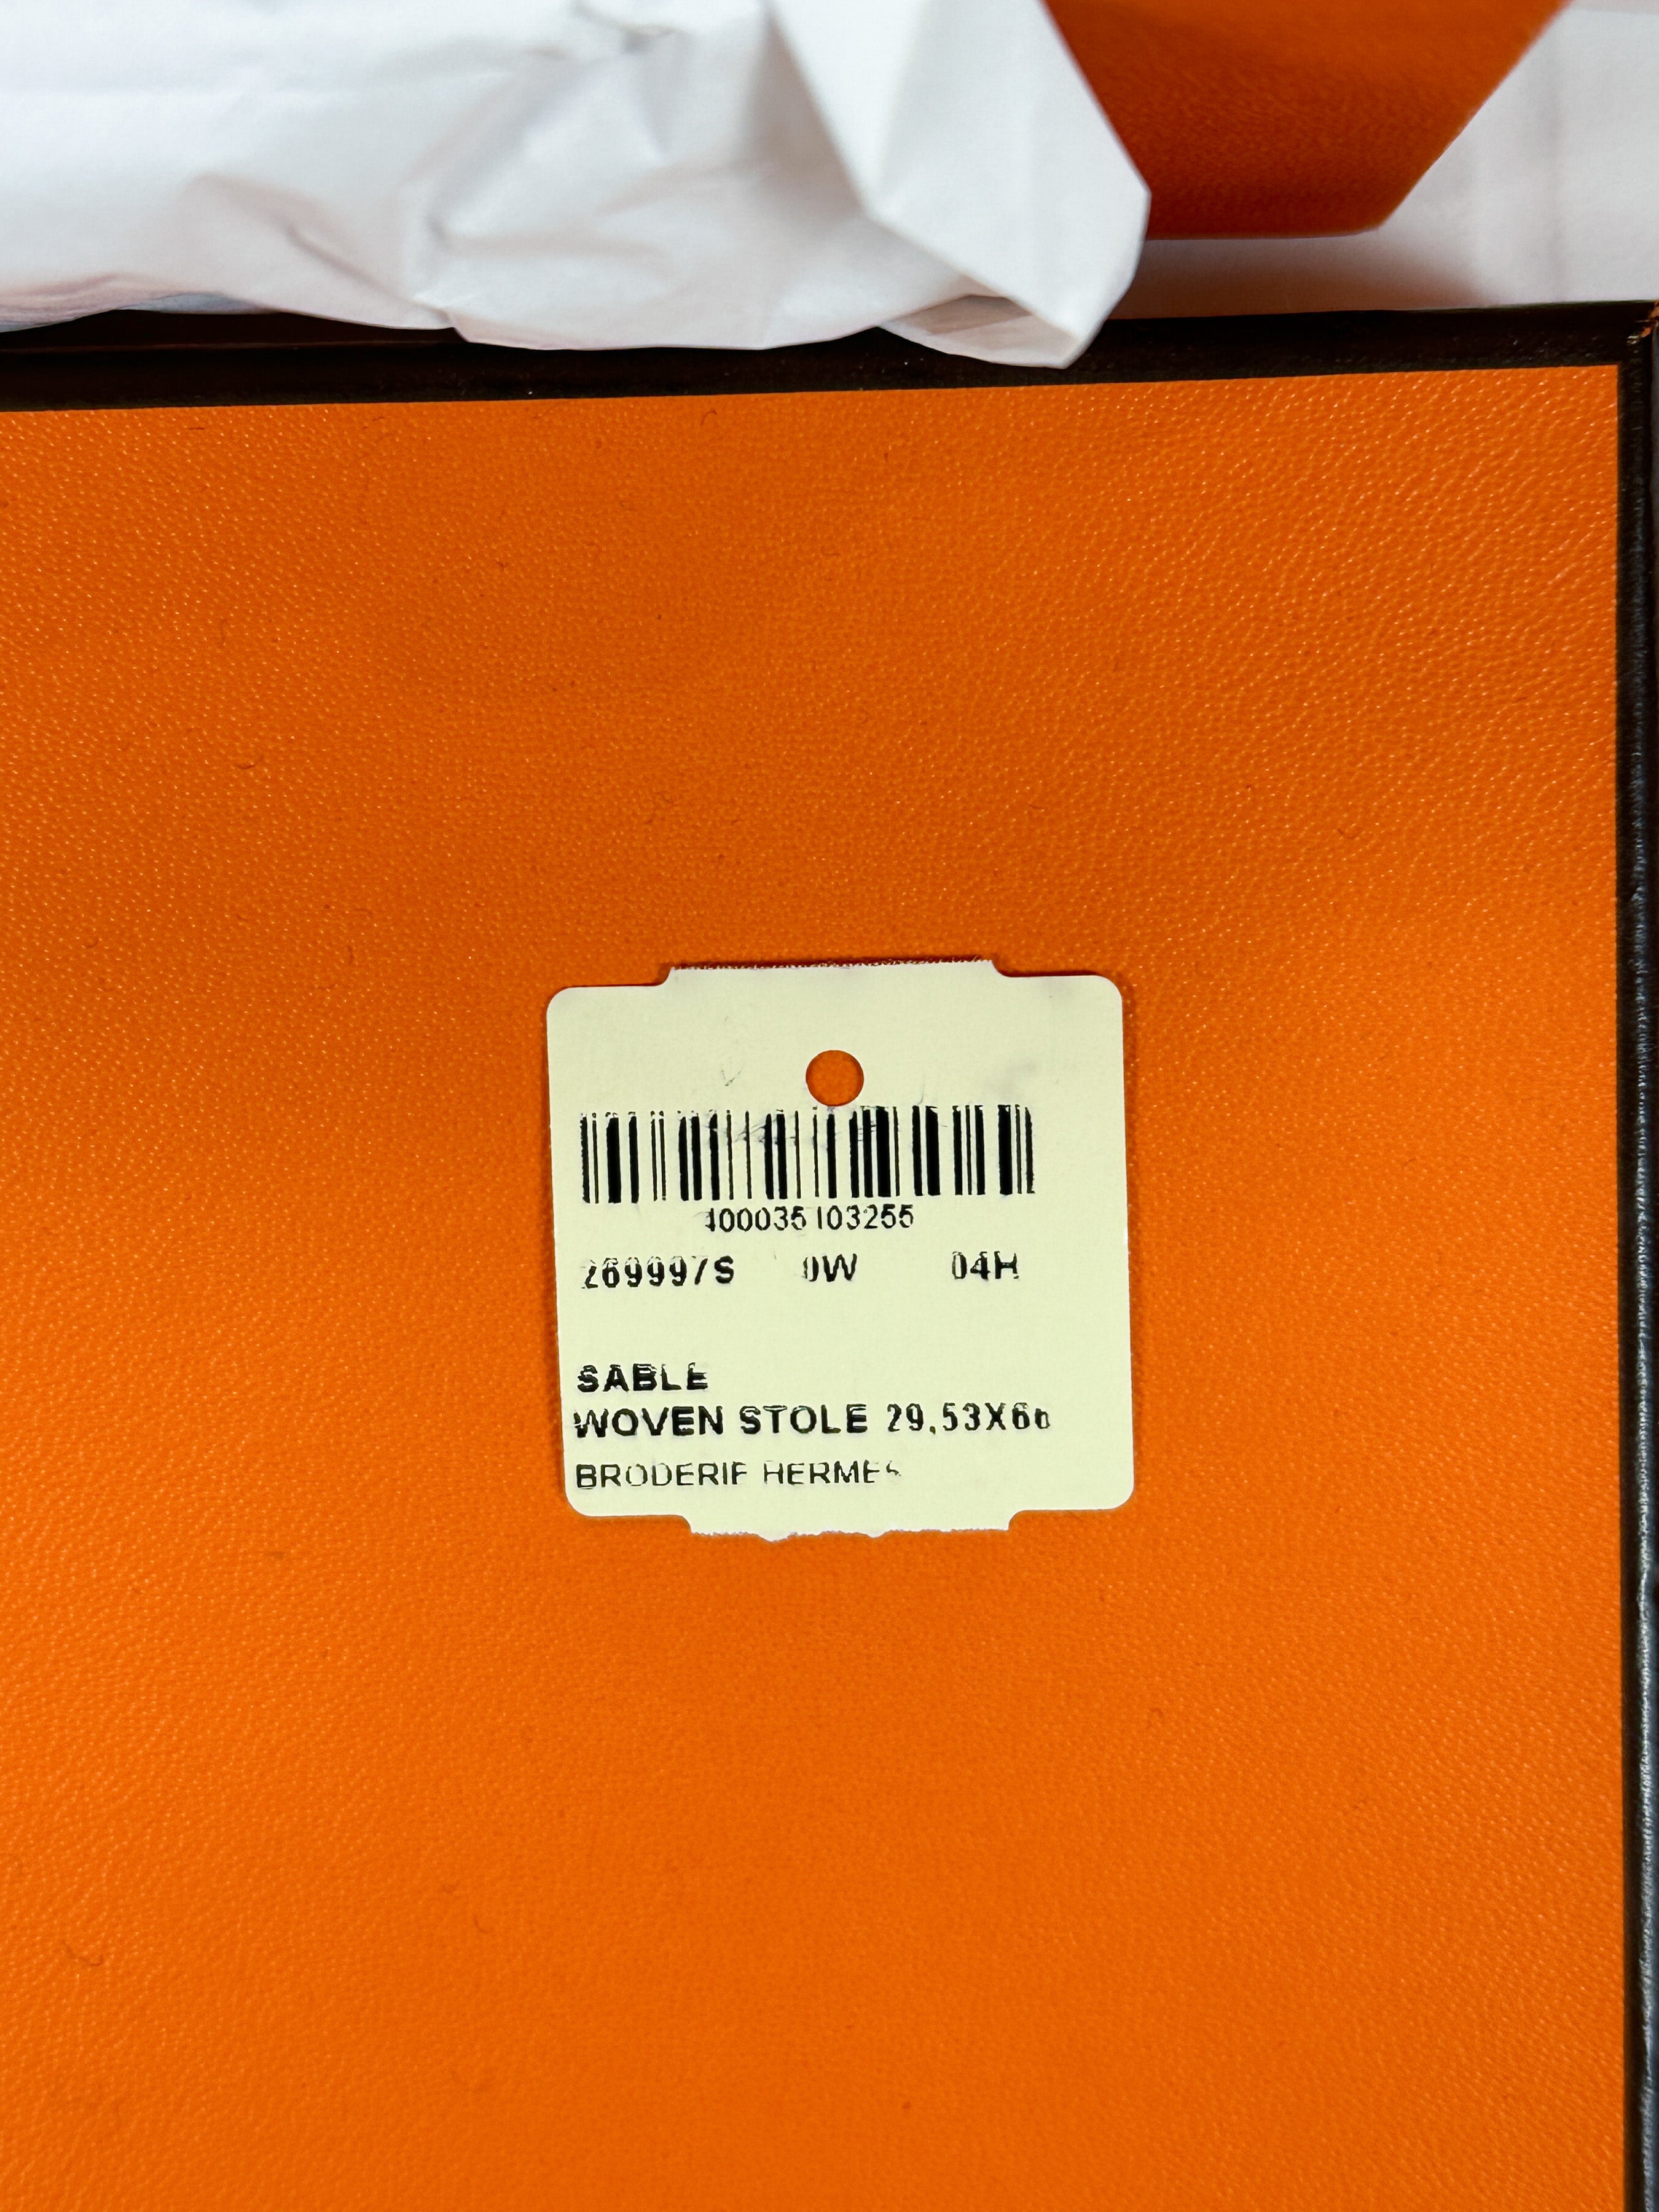 400035103255
269997S 0W 04H
SABLE
WOVEN STOLE 29,53X66
BRODERIE HERMES